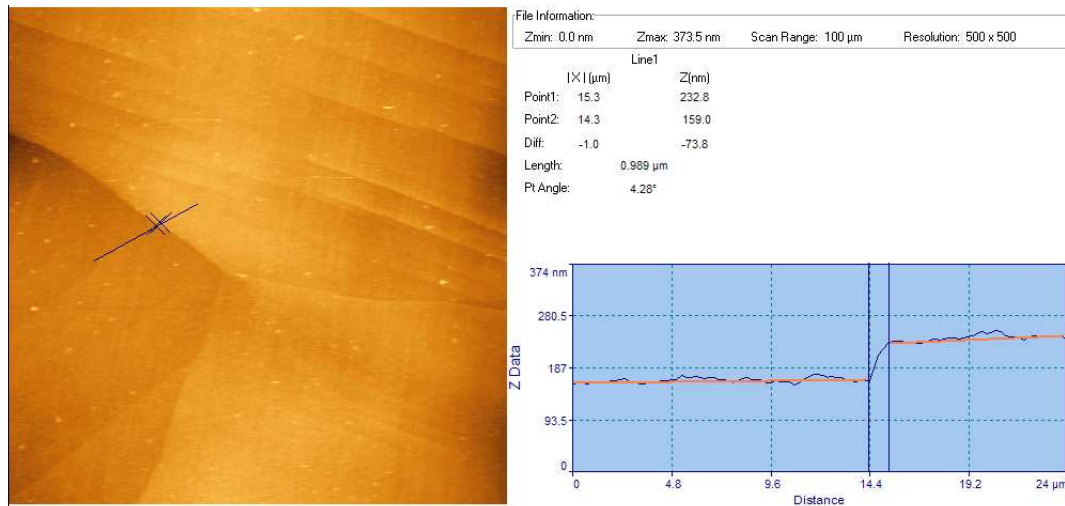 File Information:
Zmin: 0.0 nm Zmax: 373.5 nm Scan Range: 100 µm Resolution: 500 x 500
Line1
|X| (µm) Z(nm)
Point1: 15.3 232.8
Point2: 14.3 159.0
Diff: -1.0 -73.8
Length: 0.989 µm
Pt Angle: 4.28°
374 nm
280.5
187
93.5
0
Z Data
0 4.8 9.6 14.4 19.2 24 µm
Distance